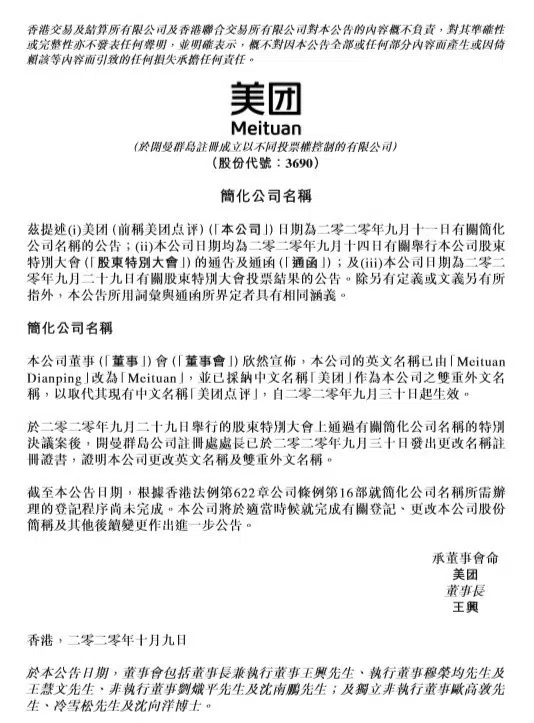 香港交易及結算所有限公司及香港聯合交易所有限公司對本公告的內容概不負責，對其準確性
或完整性亦不發表任何聲明，並明確表示，概不對因本公告全部或任何部分內容而產生或因倚
賴該等內容而引致的任何損失承擔任何責任。
美团
Meituan
(於開曼群島註冊成立以不同投票權控制的有限公司)
(股份代號：3690)
簡化公司名稱
茲提述(i)美团 (前稱美团点评) (「本公司」) 日期為二零二零年九月十一日有關簡化
公司名稱的公告；(ii)本公司日期均為二零二零年九月十四日有關舉行本公司股東
特別大會 (「股東特別大會」) 的通告及通函 (「通函」)；及(iii)本公司日期為二零二
零年九月二十九日有關股東特別大會投票結果的公告。除另有定義或文義另有所
指外，本公告所用詞彙與通函所界定者具有相同涵義。
簡化公司名稱
本公司董事 (「董事」) 會 (「董事會」) 欣然宣佈，本公司的英文名稱已由「Meituan
Dianping」改為「Meituan」，並已採納中文名稱「美团」作為本公司之雙重外文名
稱，以取代其現有中文名稱「美团点评」，自二零二零年九月三十日起生效。
於二零二零年九月二十九日舉行的股東特別大會上通過有關簡化公司名稱的特別
決議案後，開曼群島公司註冊處處長已於二零二零年九月三十日發出更改名稱註
冊證書，證明本公司更改英文名稱及雙重外文名稱。
截至本公告日期，根據香港法例第622章公司條例第16部就簡化公司名稱所需辦
理的登記程序尚未完成。本公司將於適當時候就完成有關登記、更改本公司股份
簡稱及其他後續變更作出進一步公告。
承董事會命
美团
董事長
王興
香港，二零二零年十月九日
於本公告日期，董事會包括董事長兼執行董事王興先生、執行董事穆榮均先生及
王慧文先生、非執行董事劉熾平先生及沈南鵬先生；及獨立非執行董事歐高敦先
生、冷雪松先生及沈向洋博士。